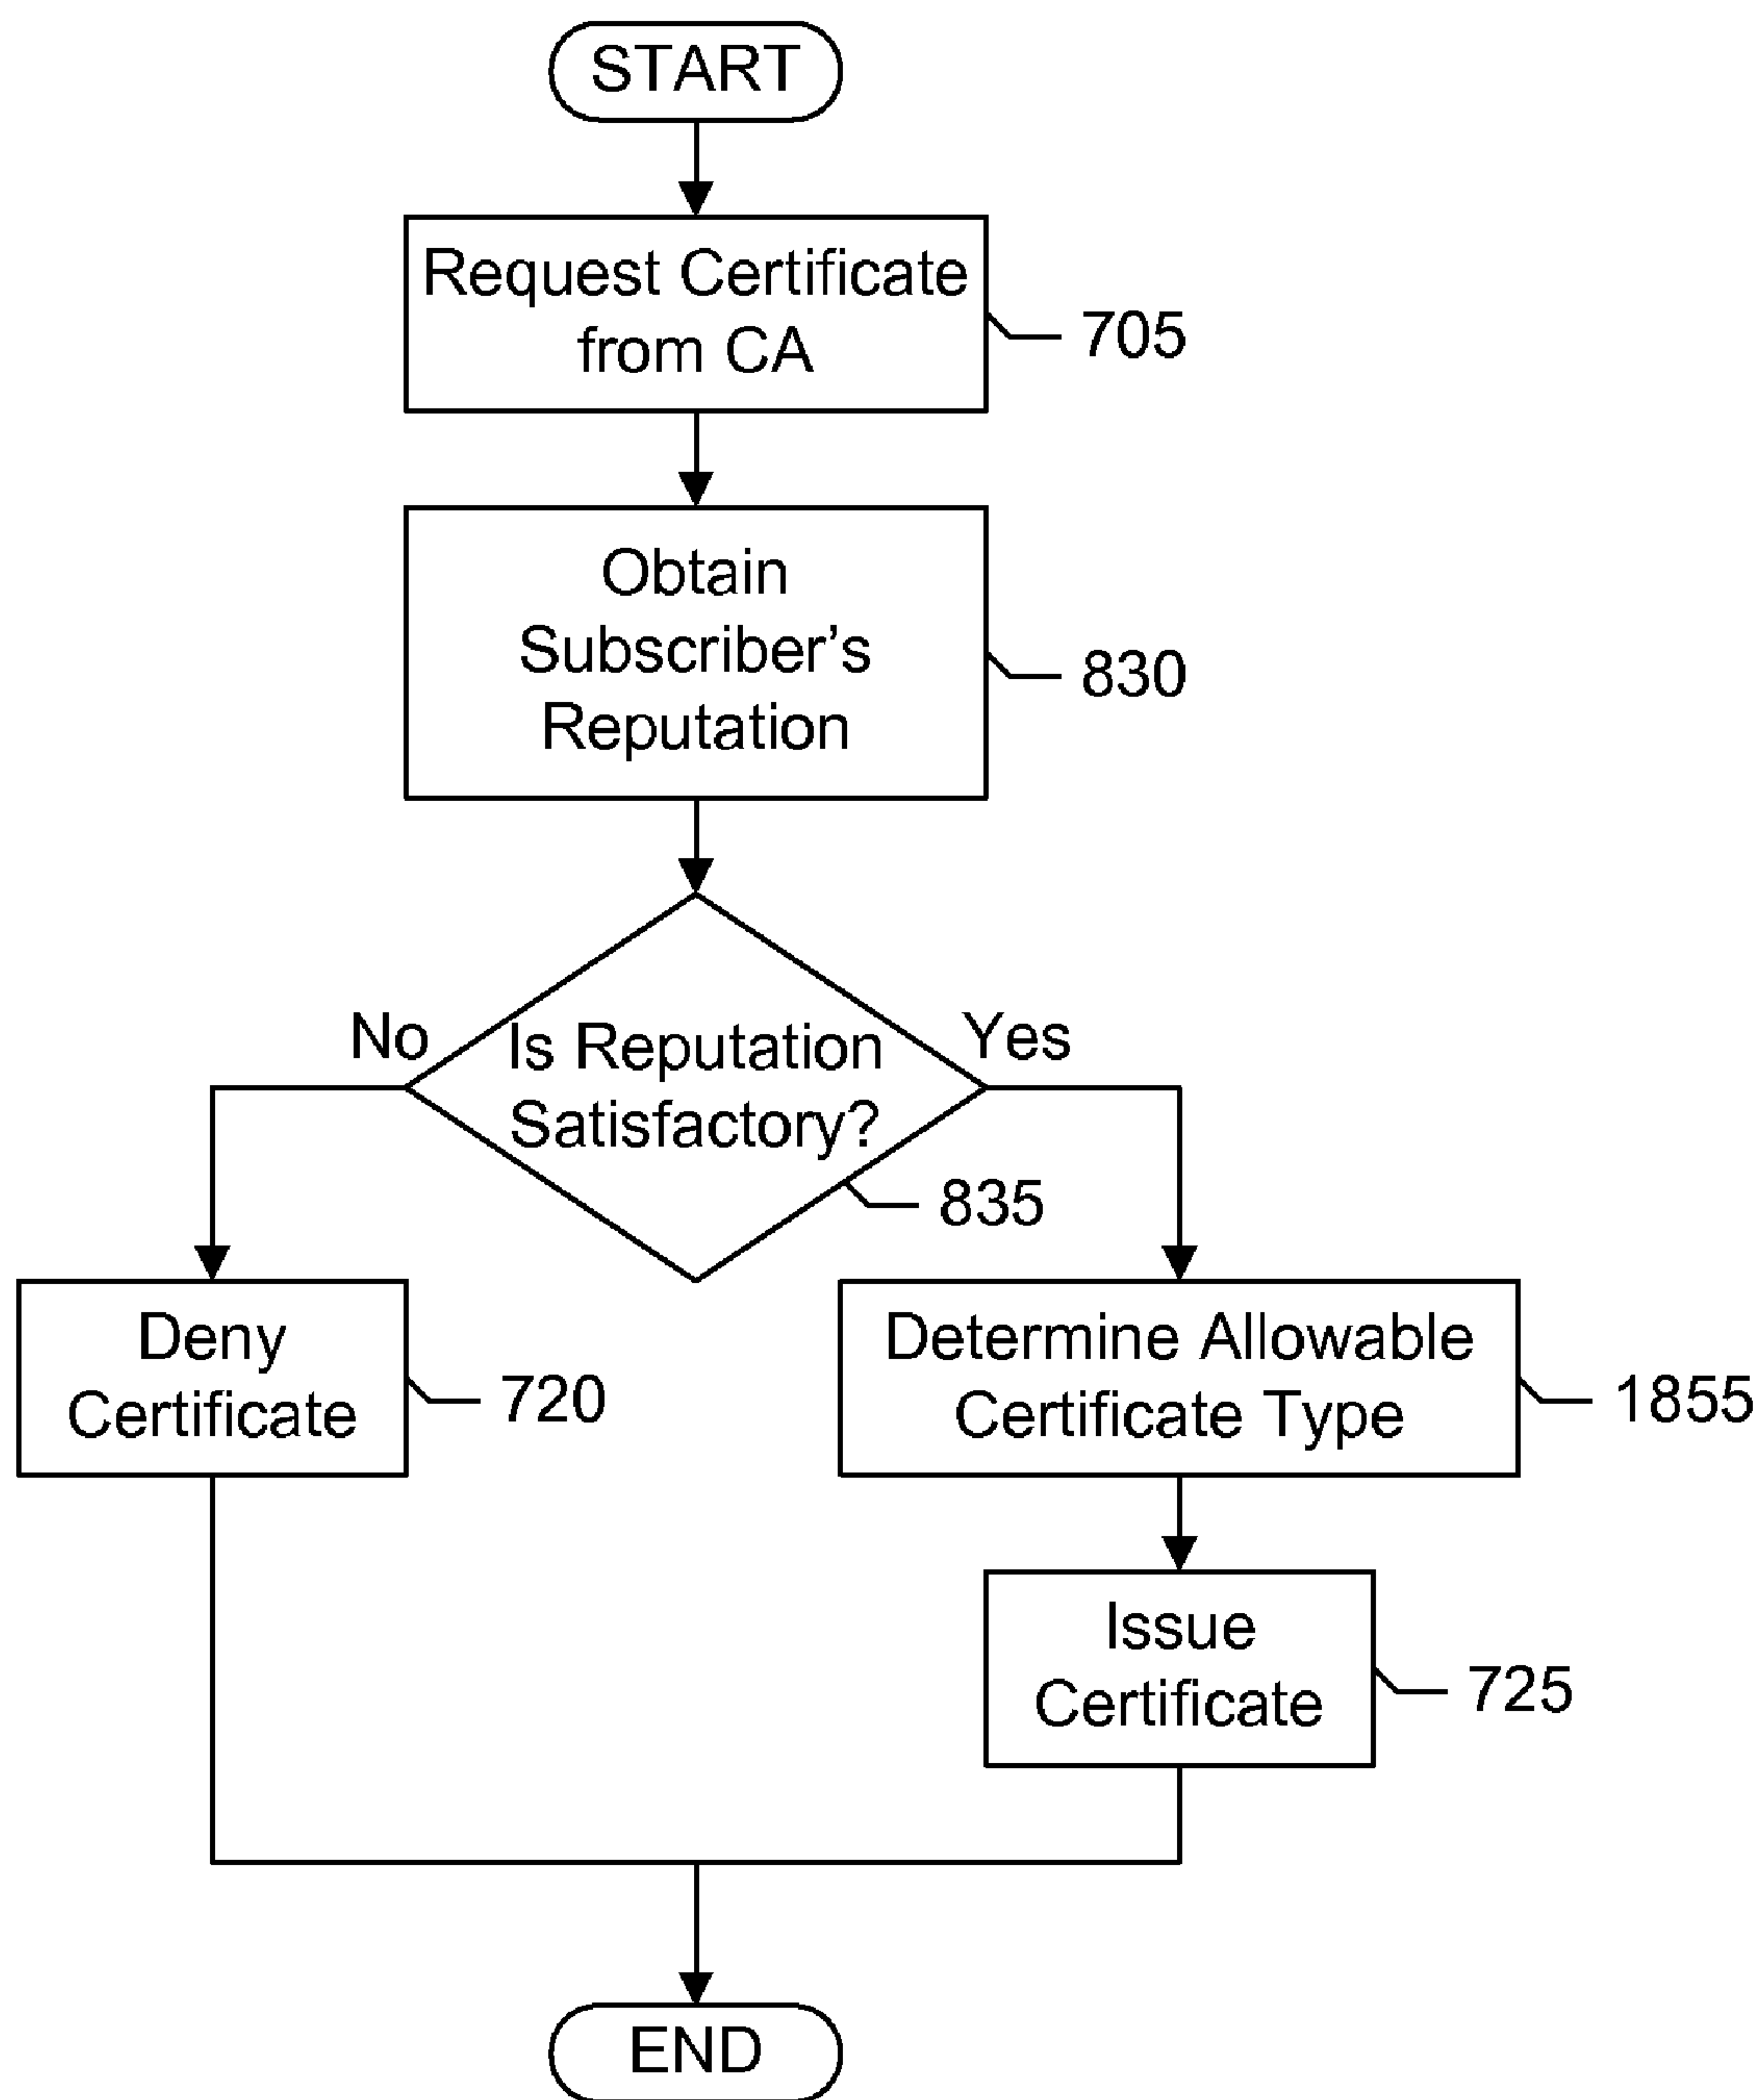 START
Request Certificate
from CA
705
Obtain
Subscriber’s
Reputation
830
No
Yes
Is Reputation
Satisfactory?
835
Deny
Certificate
720
Determine Allowable
Certificate Type
1855
Issue
Certificate
725
END